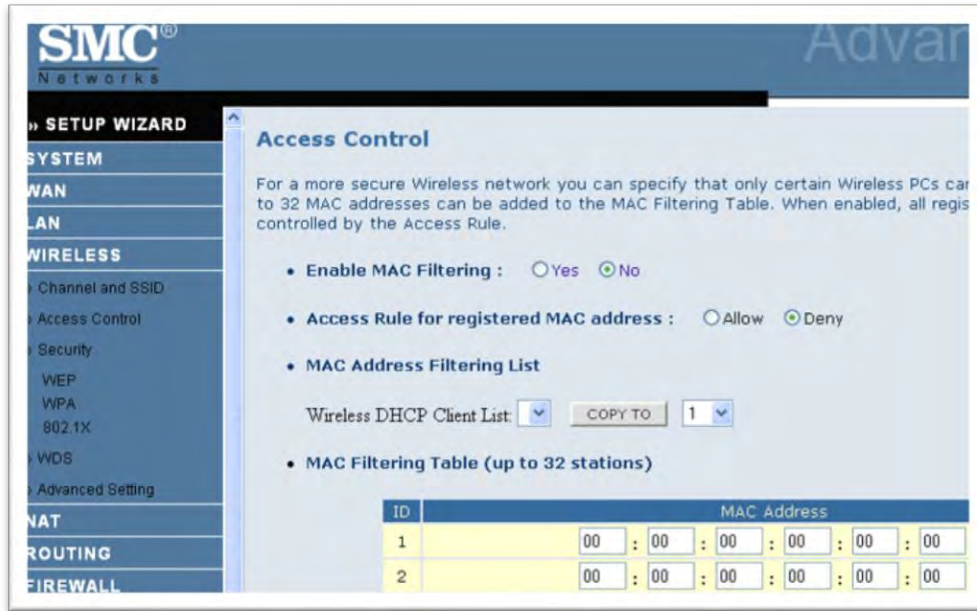 SMC®
Networks
Advan
» SETUP WIZARD
SYSTEM
WAN
LAN
WIRELESS
» Channel and SSID
» Access Control
» Security
WEP
WPA
802.1X
» WDS
» Advanced Setting
NAT
ROUTING
FIREWALL
Access Control
For a more secure Wireless network you can specify that only certain Wireless PCs can
to 32 MAC addresses can be added to the MAC Filtering Table. When enabled, all regis
controlled by the Access Rule.
• Enable MAC Filtering : Yes No
• Access Rule for registered MAC address : Allow Deny
• MAC Address Filtering List
Wireless DHCP Client List: COPY TO 1
• MAC Filtering Table (up to 32 stations)
ID MAC Address
1 00 : 00 : 00 : 00 : 00 : 00
2 00 : 00 : 00 : 00 : 00 : 00